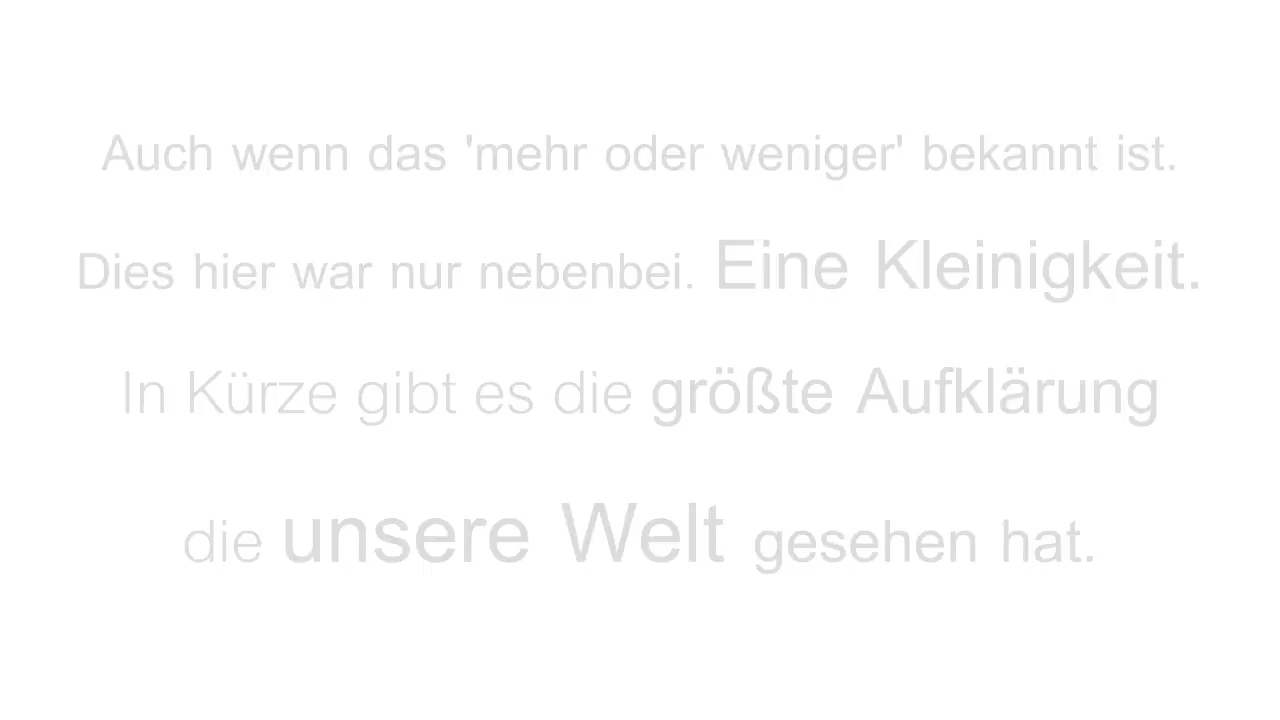 Auch wenn das 'mehr oder weniger' bekannt ist.
Dies hier war nur nebenbei. Eine Kleinigkeit.
In Kürze gibt es die größte Aufklärung
die unsere Welt gesehen hat.